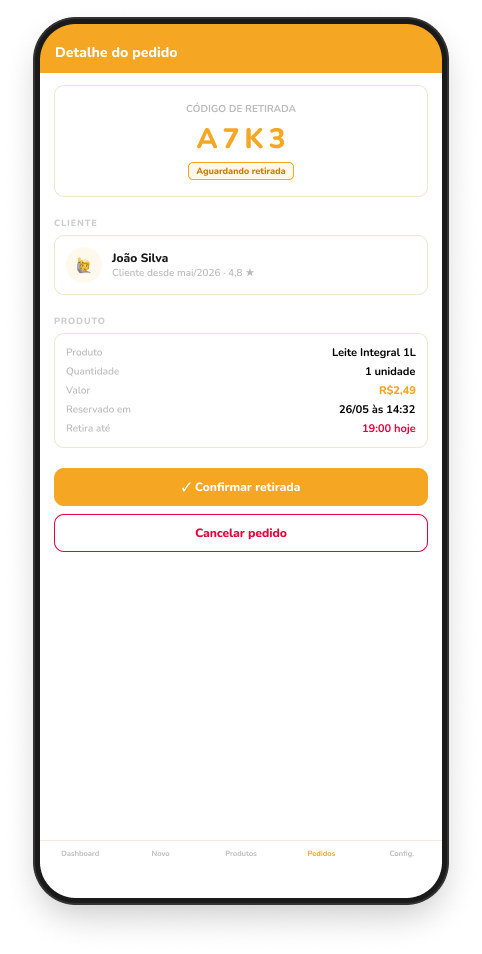 Detalhe do pedido
CÓDIGO DE RETIRADA
A7K3
Aguardando retirada
CLIENTE
João Silva
Cliente desde mai/2026 · 4,8 ★
PRODUTO
Produto Leite Integral 1L
Quantidade 1 unidade
Valor R$2,49
Reservado em 26/05 às 14:32
Retira até 19:00 hoje
✓ Confirmar retirada
Cancelar pedido
Dashboard Novo Produtos Pedidos Config.